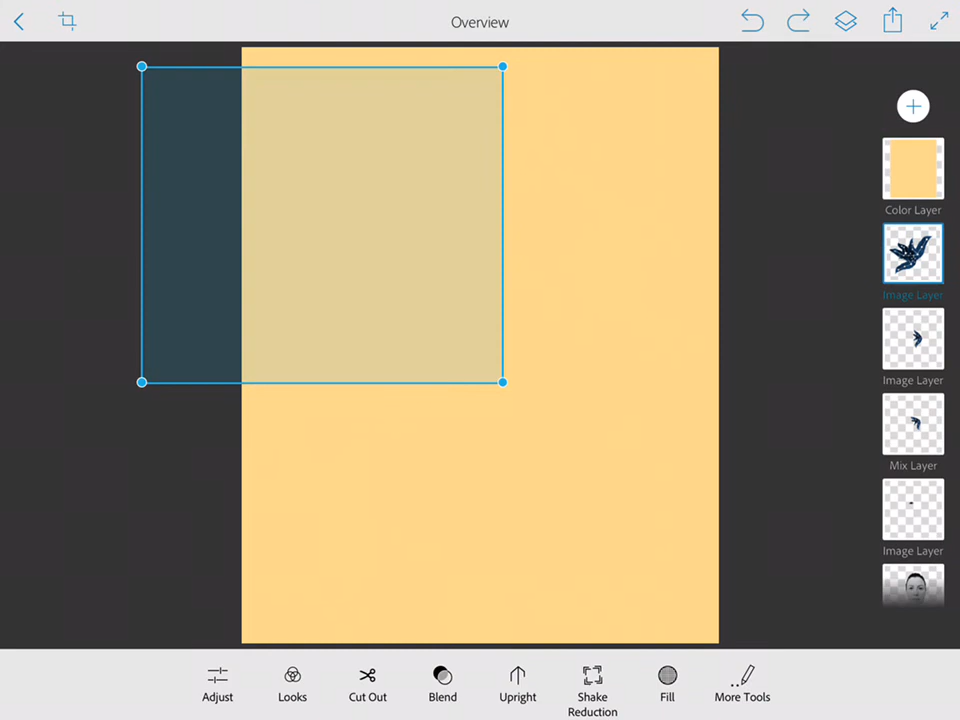 Overview
Color Layer
Image Layer
Image Layer
Mix Layer
Image Layer
Adjust
Looks
Cut Out
Blend
Upright
Shake
Reduction
Fill
More Tools